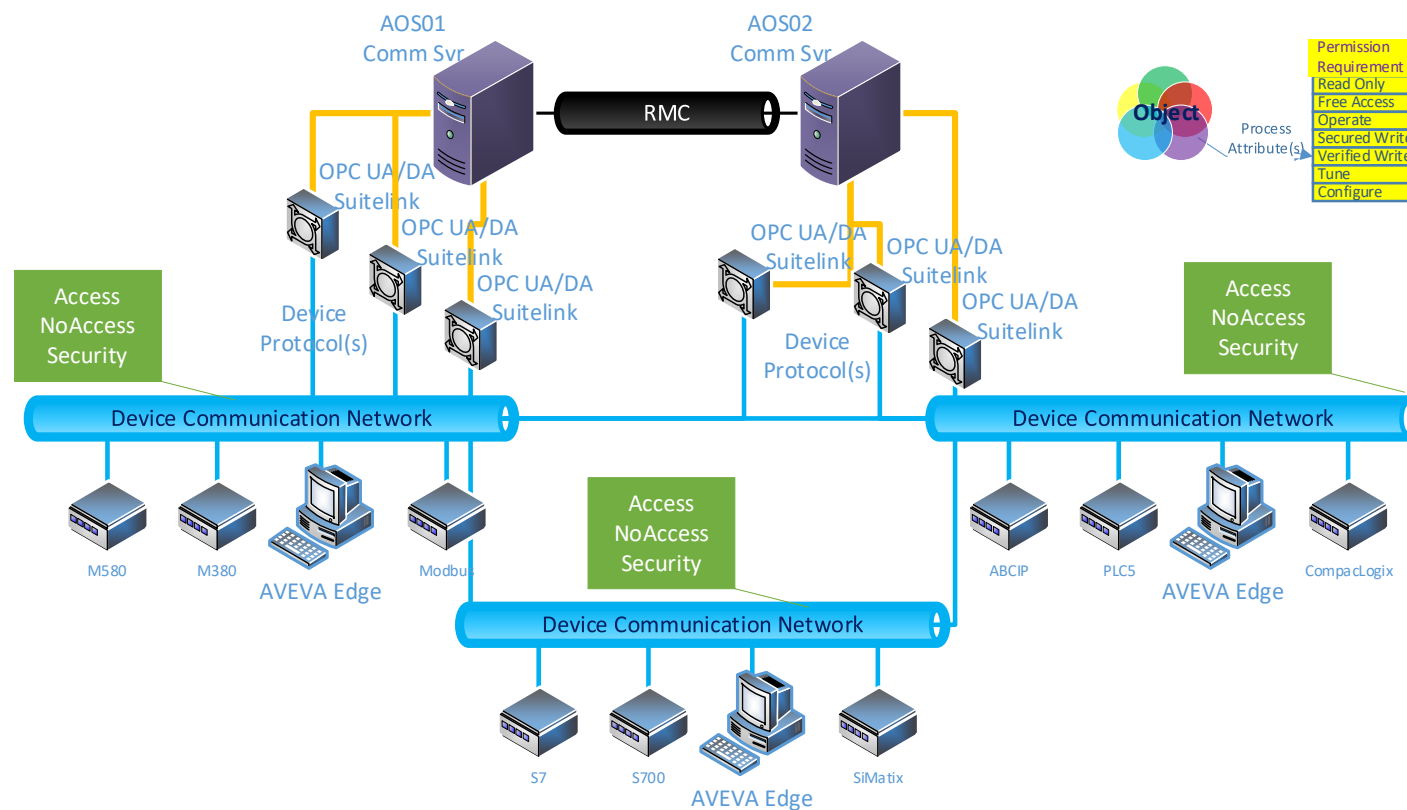 AOS01
Comm Svr
AOS02
Comm Svr
RMC
Object
Process
Attribute(s)
Permission
Requirement
Read Only
Free Access
Operate
Secured Write
Verified Write
Tune
Configure
OPC UA/DA
Suitelink
OPC UA/DA
Suitelink
OPC UA/DA
Suitelink
OPC UA/DA
Suitelink
OPC UA/DA
Suitelink
OPC UA/DA
Suitelink
Access
NoAccess
Security
Device
Protocol(s)
Device
Protocol(s)
Access
NoAccess
Security
Device Communication Network
Device Communication Network
M580
M380
AVEVA Edge
Modbus
Access
NoAccess
Security
ABCIP
PLC5
AVEVA Edge
CompacLogix
Device Communication Network
S7
S700
AVEVA Edge
SiMatix